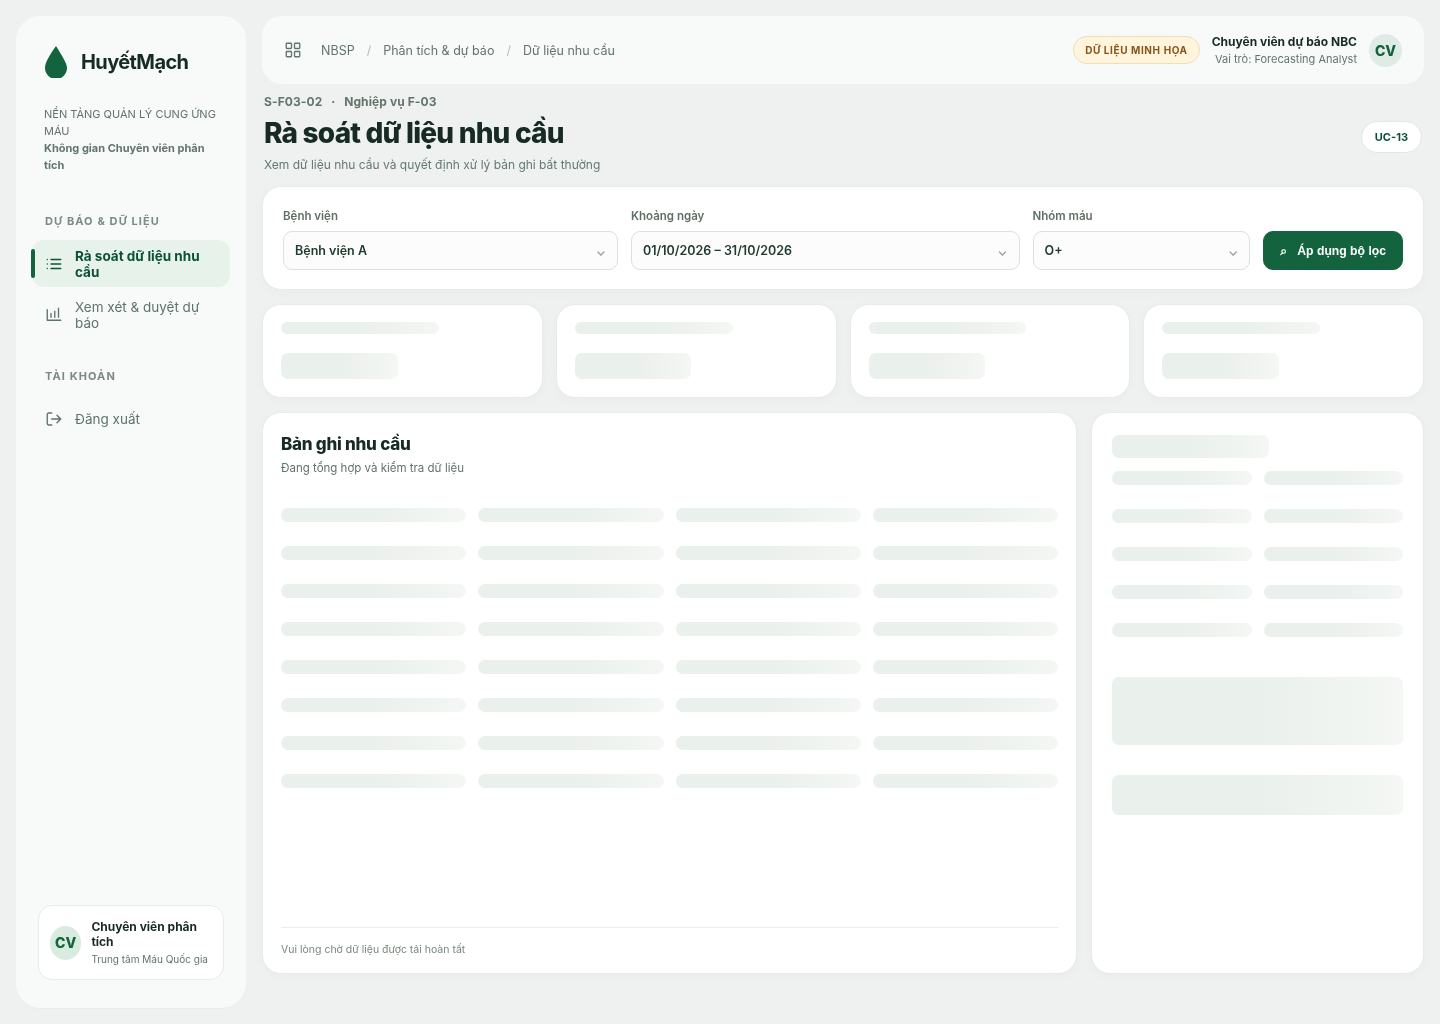 HuyếtMạch
NỀN TẢNG QUẢN LÝ CUNG ỨNG
MÁU
Không gian Chuyên viên phân
tích
DỰ BÁO & DỮ LIỆU
Rà soát dữ liệu nhu
cầu
Xem xét & duyệt dự
báo
TÀI KHOẢN
Đăng xuất
CV
Chuyên viên phân
tích
Trung tâm Máu Quốc gia
NBSP / Phân tích & dự báo / Dữ liệu nhu cầu
DỮ LIỆU MINH HỌA
Chuyên viên dự báo NBC
Vai trò: Forecasting Analyst
CV
S-F03-02 · Nghiệp vụ F-03
Rà soát dữ liệu nhu cầu
Xem dữ liệu nhu cầu và quyết định xử lý bản ghi bất thường
UC-13
Bệnh viện
Bệnh viện A
Khoảng ngày
01/10/2026 – 31/10/2026
Nhóm máu
O+
Áp dụng bộ lọc
Bản ghi nhu cầu
Đang tổng hợp và kiểm tra dữ liệu
Vui lòng chờ dữ liệu được tải hoàn tất